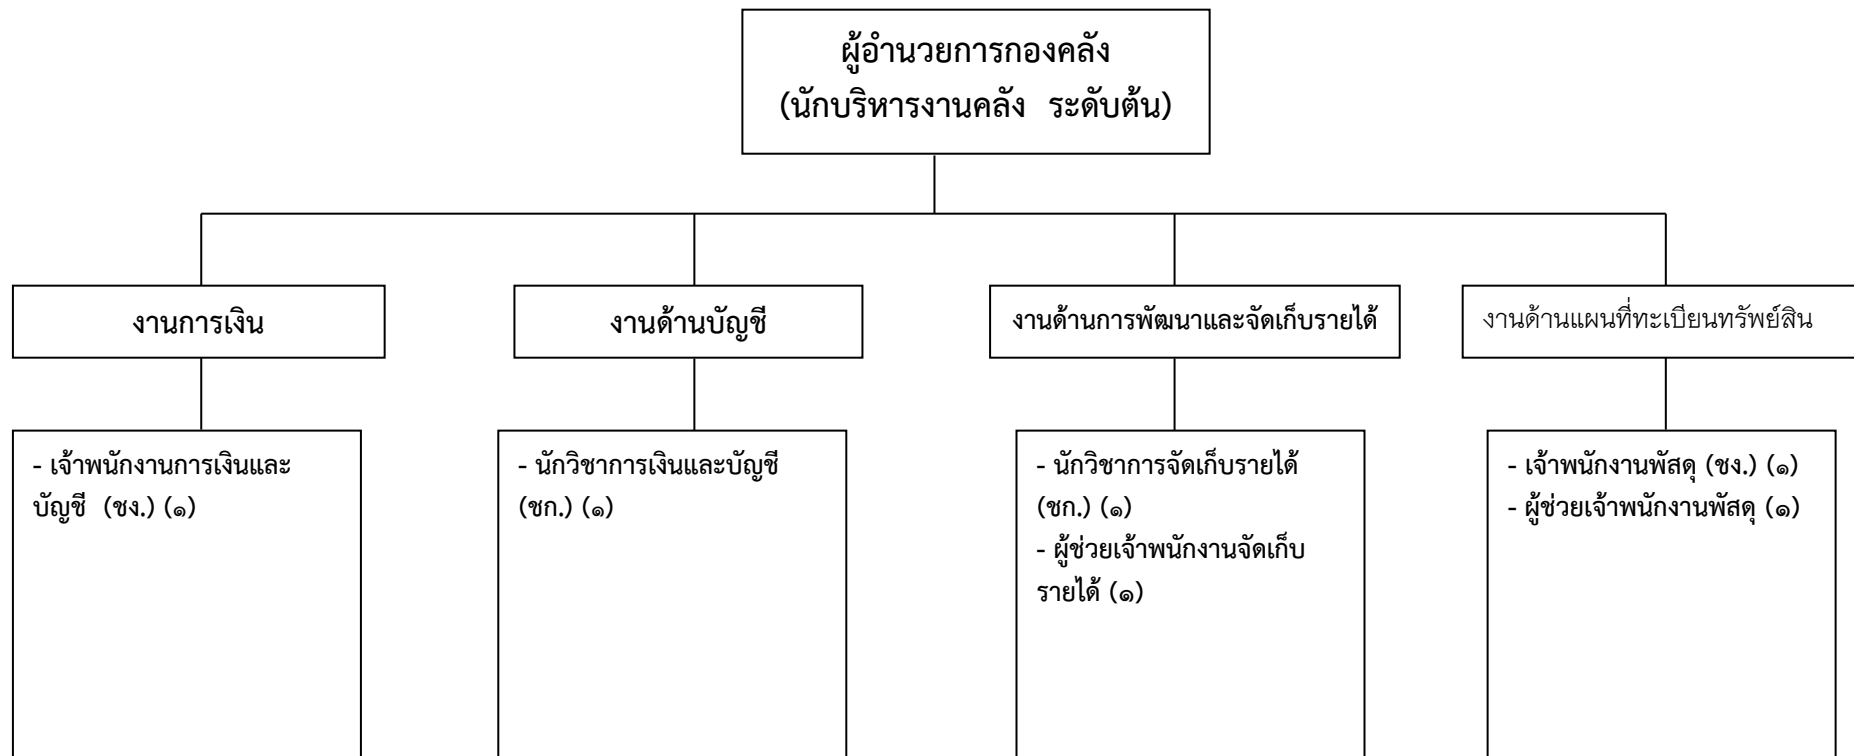 ผู้อำนวยการกองคลัง
(นักบริหารงานคลัง ระดับต้น)
งานการเงิน
งานด้านบัญชี
งานด้านการพัฒนาและจัดเก็บรายได้
งานด้านแผนที่ทะเบียนทรัพย์สิน
- เจ้าพนักงานการเงินและ
บัญชี (ชง.) (๑)
- นักวิชาการเงินและบัญชี
(ชก.) (๑)
- นักวิชาการจัดเก็บรายได้
(ชก.) (๑)
- ผู้ช่วยเจ้าพนักงานจัดเก็บ
รายได้ (๑)
- เจ้าพนักงานพัสดุ (ชง.) (๑)
- ผู้ช่วยเจ้าพนักงานพัสดุ (๑)